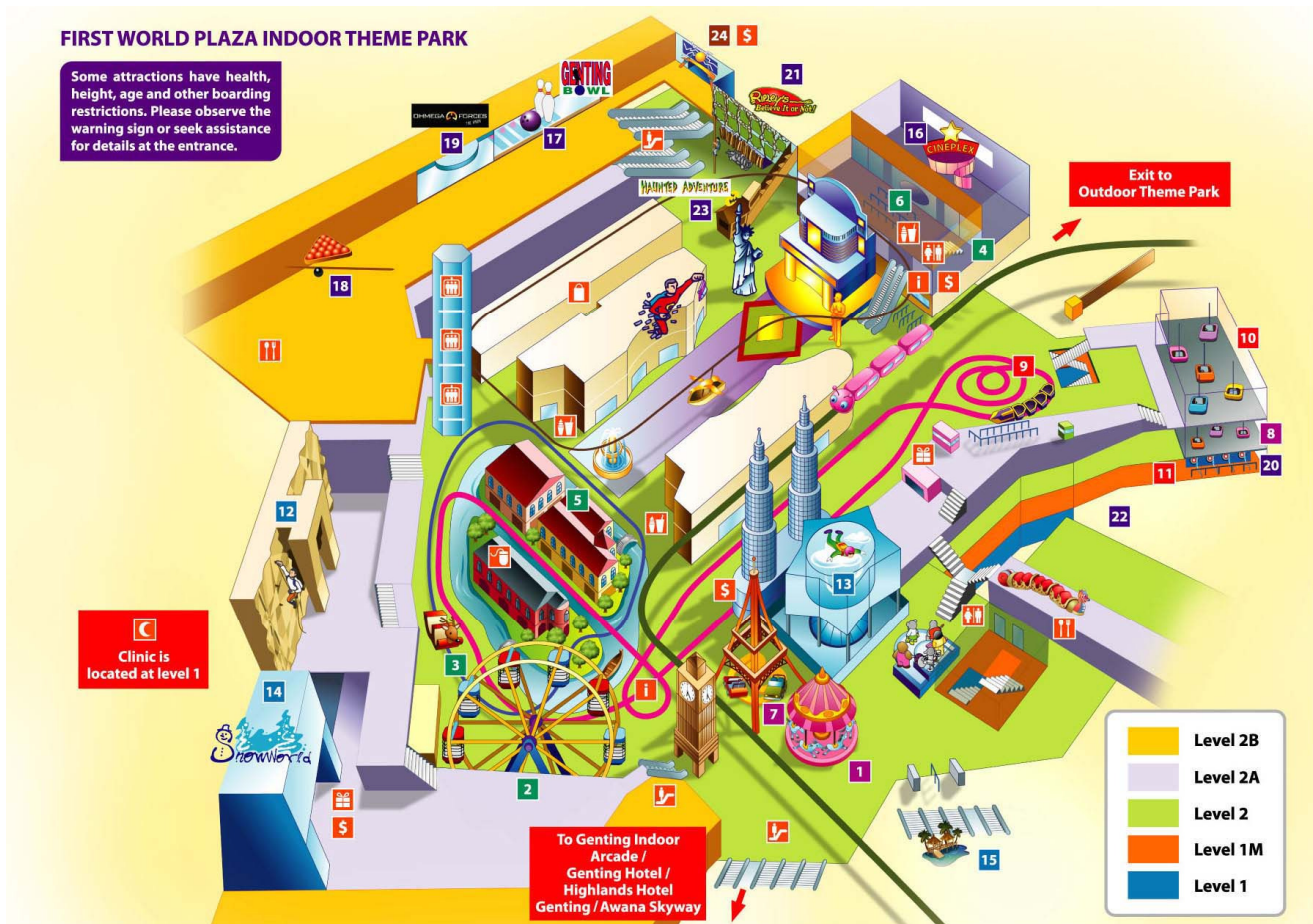 FIRST WORLD PLAZA INDOOR THEME PARK
Some attractions have health,
height, age and other boarding
restrictions. Please observe the
warning sign or seek assistance
for details at the entrance.
24 $
21
Ripley's
Believe It or Not!
GENTING
BOWL
17
OHMEGA FORCES
19
16
CINEPLEX
Exit to
Outdoor Theme Park
HAUNTED ADVENTURE
23
6
4
i $
18
10
9
8
20
11
22
12
5
13
$
Clinic is
located at level 1
3
14
SnowWorld
i
7
1
2
$
15
To Genting Indoor
Arcade /
Genting Hotel /
Highlands Hotel
Genting / Awana Skyway
Level 2B
Level 2A
Level 2
Level 1M
Level 1